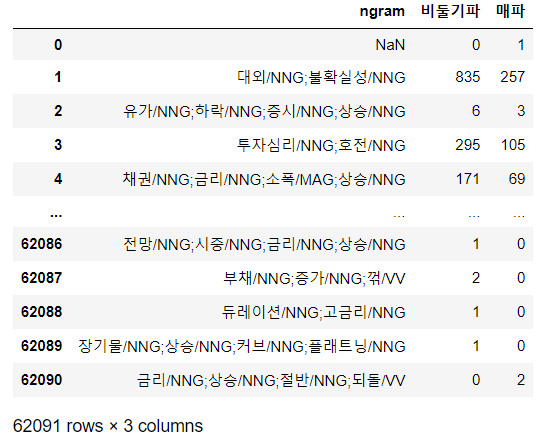 ngram 비둘기파 매파
0 NaN 0 1
1 대외/NNG;불확실성/NNG 835 257
2 유가/NNG;하락/NNG;증시/NNG;상승/NNG 6 3
3 투자심리/NNG;호전/NNG 295 105
4 채권/NNG;금리/NNG;소폭/MAG;상승/NNG 171 69
... ... ... ...
62086 전망/NNG;시중/NNG;금리/NNG;상승/NNG 1 0
62087 부채/NNG;증가/NNG;꺾/VV 2 0
62088 듀레이션/NNG;고금리/NNG 1 0
62089 장기물/NNG;상승/NNG;커브/NNG;플래트닝/NNG 1 0
62090 금리/NNG;상승/NNG;절반/NNG;되돌/VV 0 2
62091 rows × 3 columns